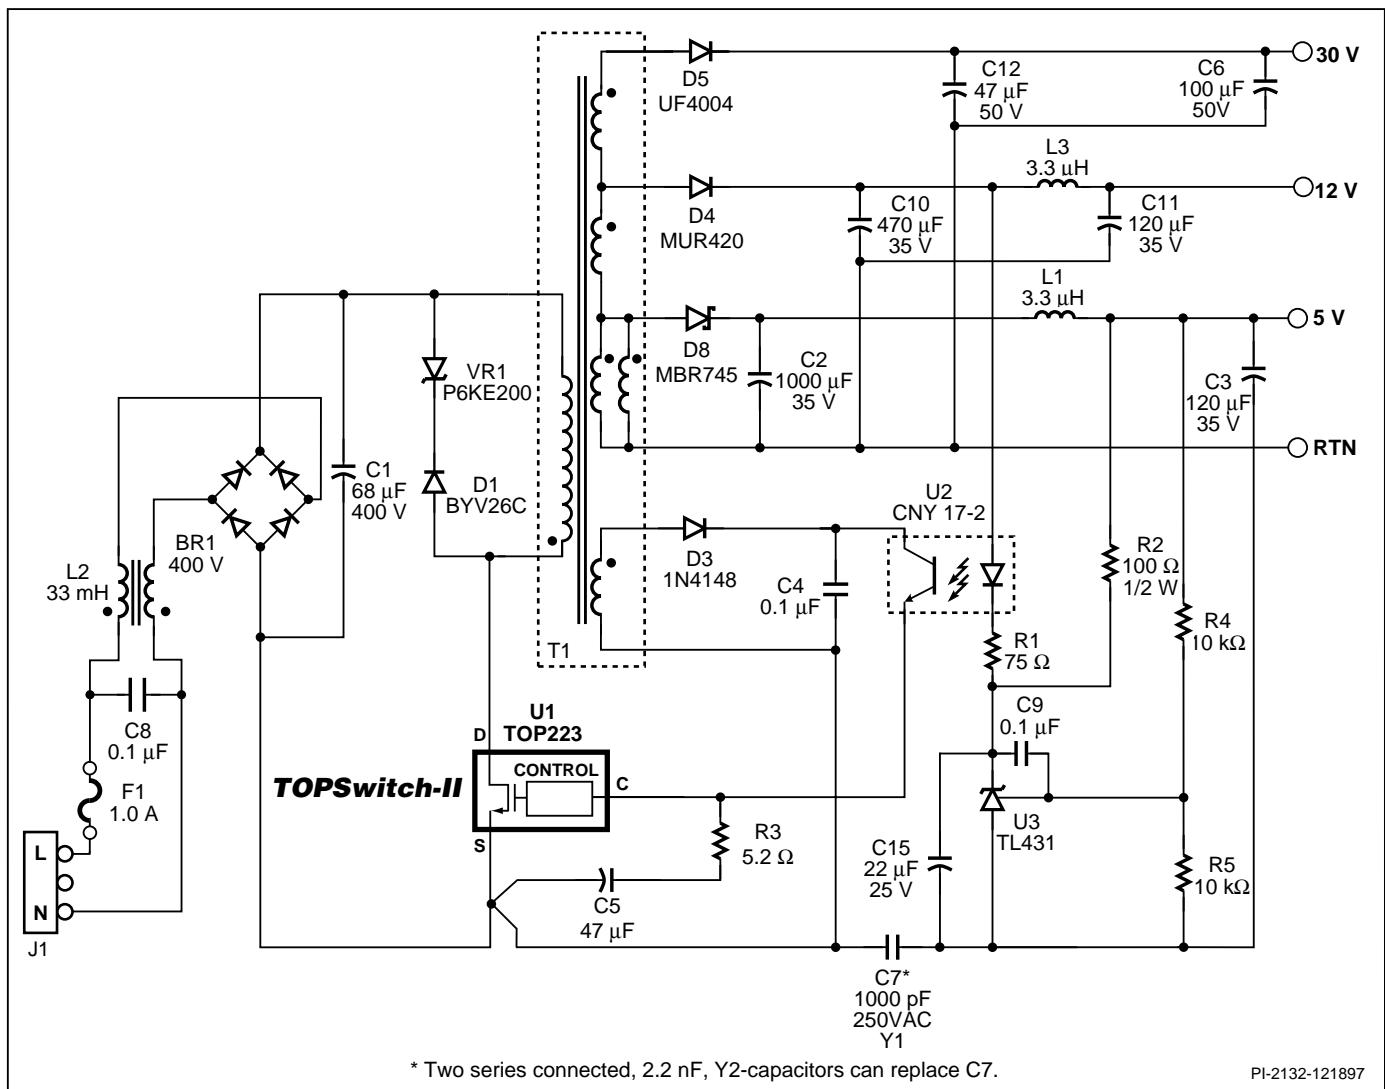 30 V
D5
UF4004
C12
47 µF
50 V
C6
100 µF
50V
L3
3.3 µH
12 V
D4
MUR420
C10
470 µF
35 V
C11
120 µF
35 V
L1
3.3 µH
5 V
D8
MBR745
C2
1000 µF
35 V
C3
120 µF
35 V
RTN
VR1
P6KE200
C1
68 µF
400 V
D1
BYV26C
BR1
400 V
L2
33 mH
U2
CNY 17-2
D3
1N4148
C4
0.1 µF
R2
100 Ω
1/2 W
R4
10 kΩ
R1
75 Ω
T1
C8
0.1 µF
F1
1.0 A
U1
TOP223
D
TOPSwitch-II
CONTROL
C
S
C9
0.1 µF
U3
TL431
R3
5.2 Ω
C15
22 µF
25 V
R5
10 kΩ
L
N
J1
C5
47 µF
C7*
1000 pF
250VAC
Y1
* Two series connected, 2.2 nF, Y2-capacitors can replace C7.
PI-2132-121897